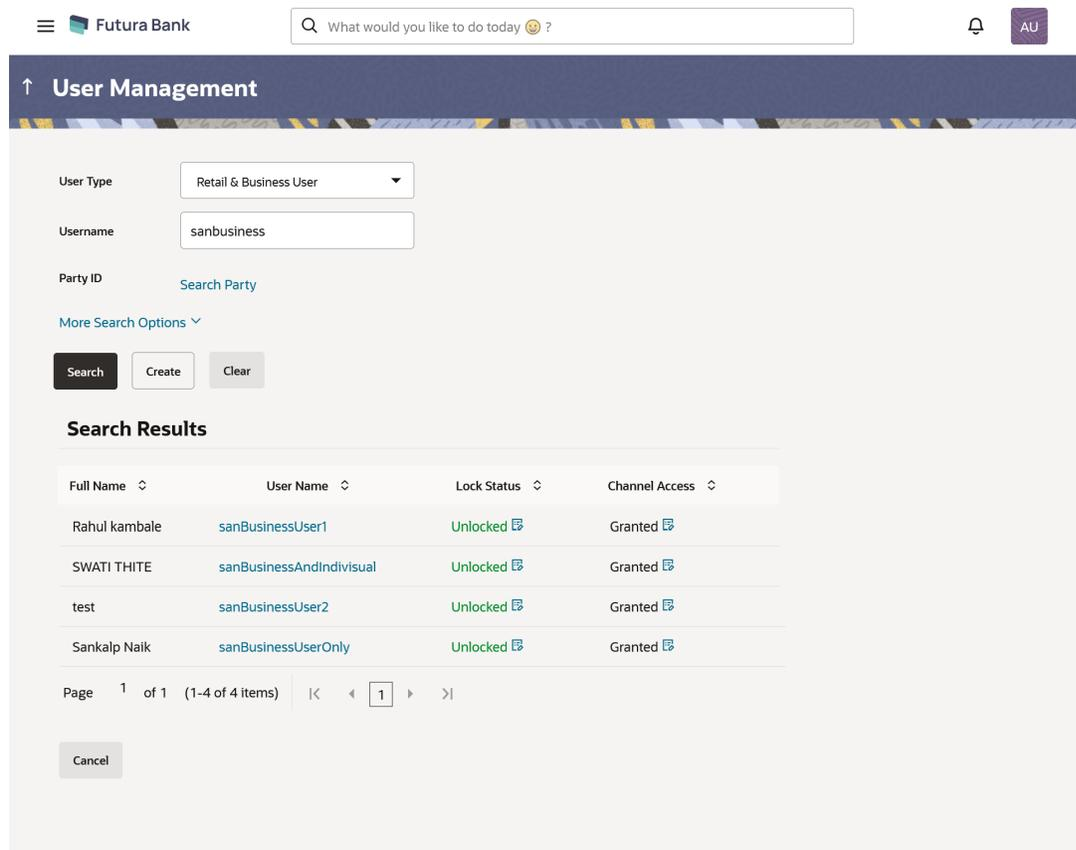 Futura Bank
What would you like to do today 😀 ?
AU
User Management
User Type
Retail & Business User
Username
sanbusiness
Party ID
Search Party
More Search Options
Search Create Clear
Search Results
Full Name User Name Lock Status Channel Access
Rahul kambale sanBusinessUser1 Unlocked Granted
SWATI THITE sanBusinessAndIndivisual Unlocked Granted
test sanBusinessUser2 Unlocked Granted
Sankalp Naik sanBusinessUserOnly Unlocked Granted
Page 1 of 1 (1-4 of 4 items) 1
Cancel